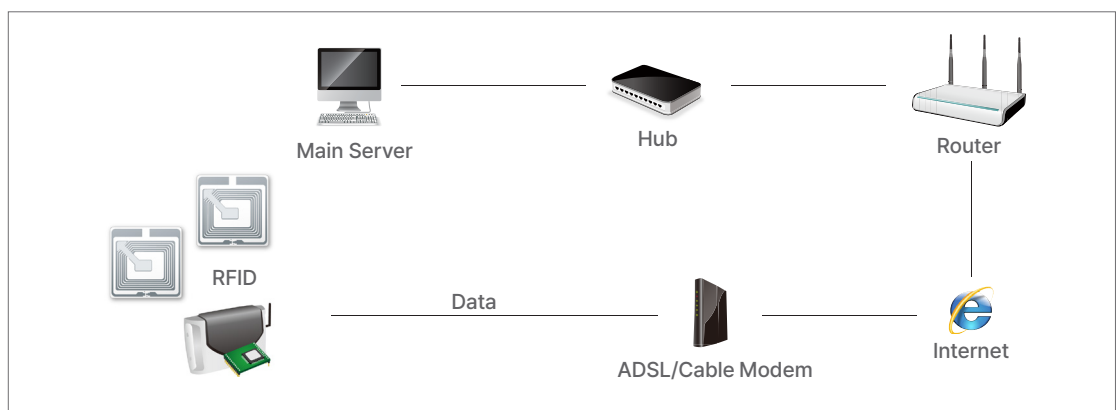 Main Server
Hub
Router
RFID
Data
ADSL/Cable Modem
Internet